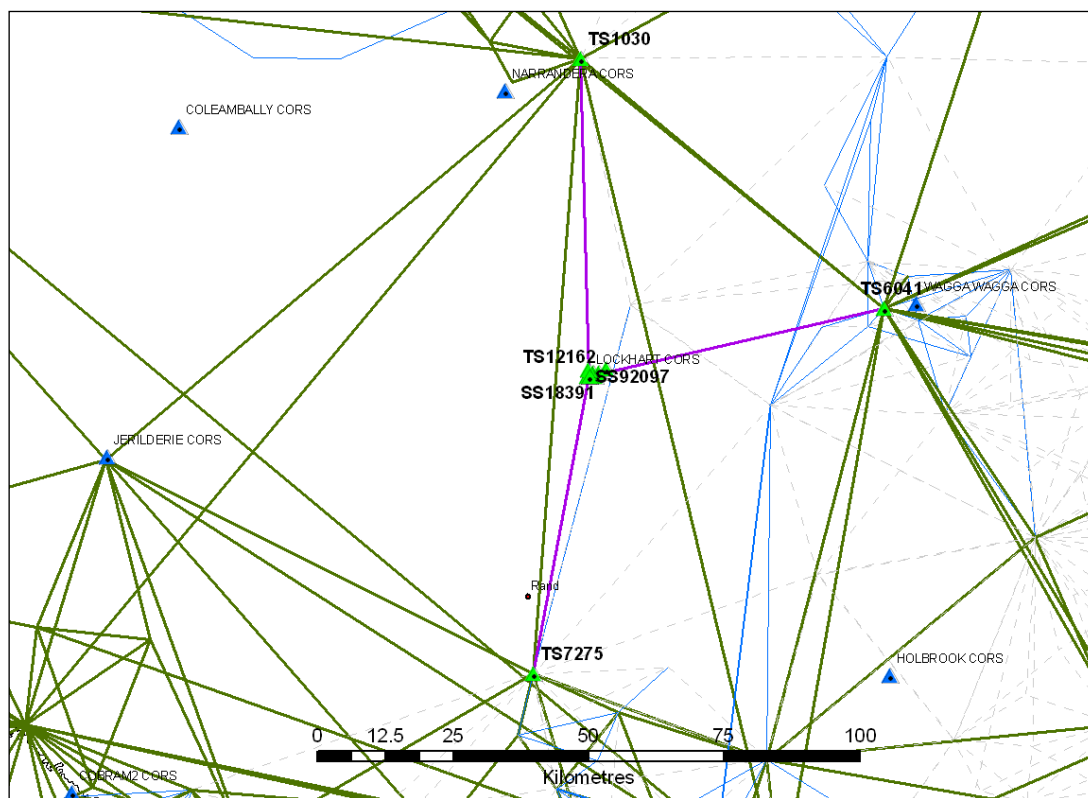 TS1030
NARRANDERA CORS
COLEAMBALLY CORS
TS6041
WAGGA WAGGA CORS
TS12162
LOCKHART CORS
SS92097
SS18391
JERILDERIE CORS
Rand
TS7275
HOLBROOK CORS
0 12.5 25 50 75 100
Kilometres
COBRAM2 CORS